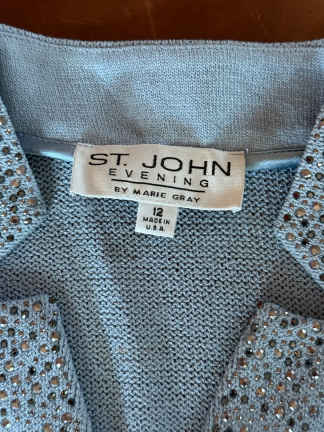 ST. JOHN
EVENING
BY MARIE GRAY
12
MADE IN
U.S.A.